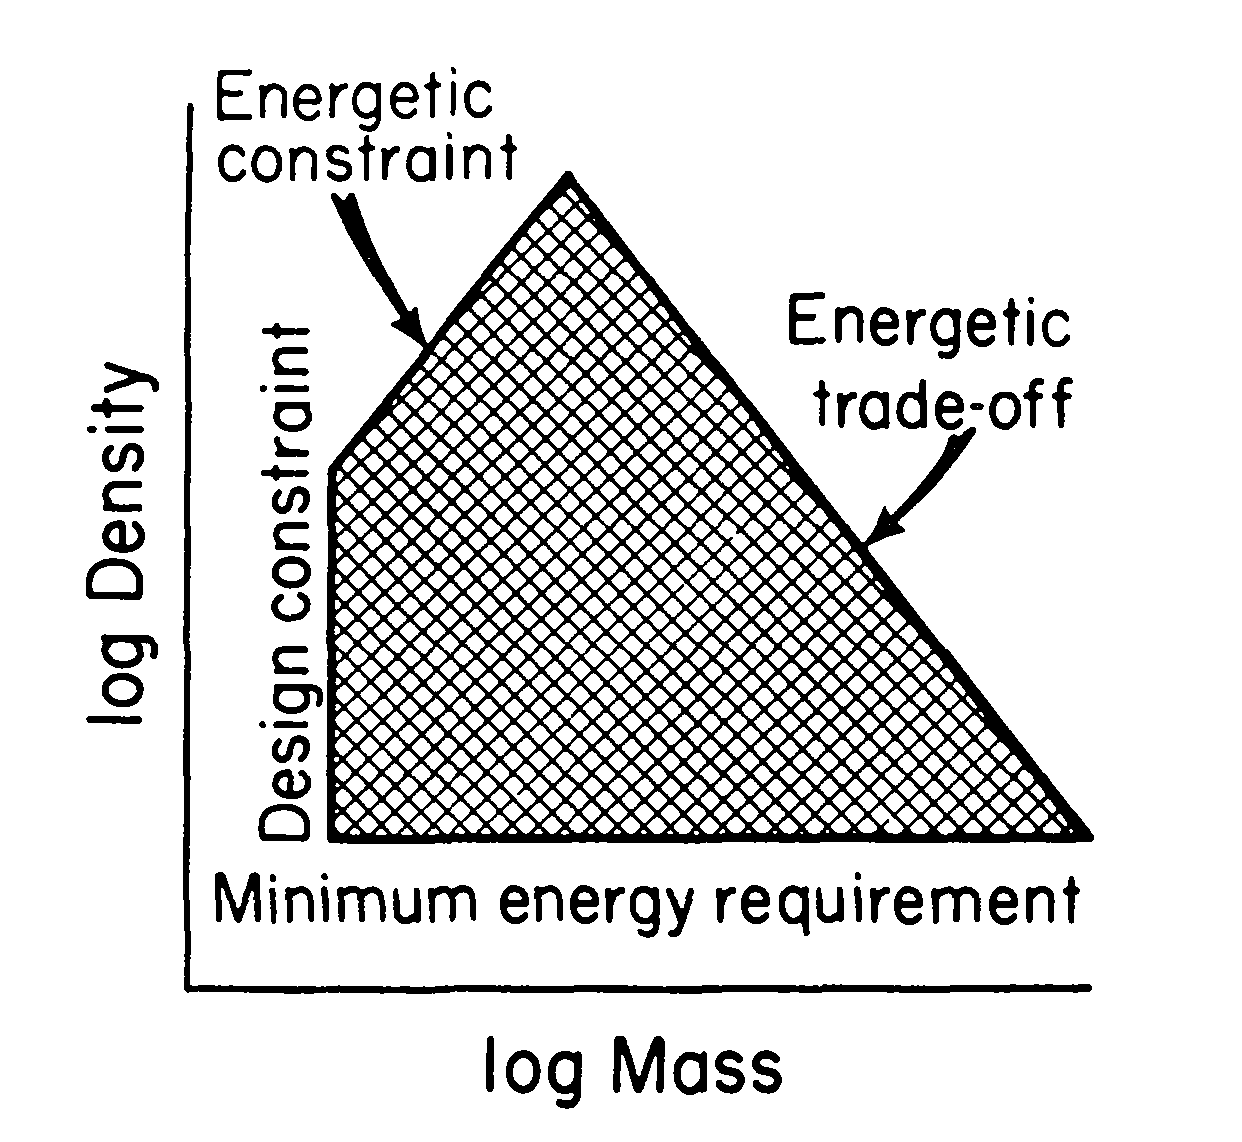 Energetic
constraint
Energetic
trade-off
Design constraint
log Density
Minimum energy requirement
log Mass